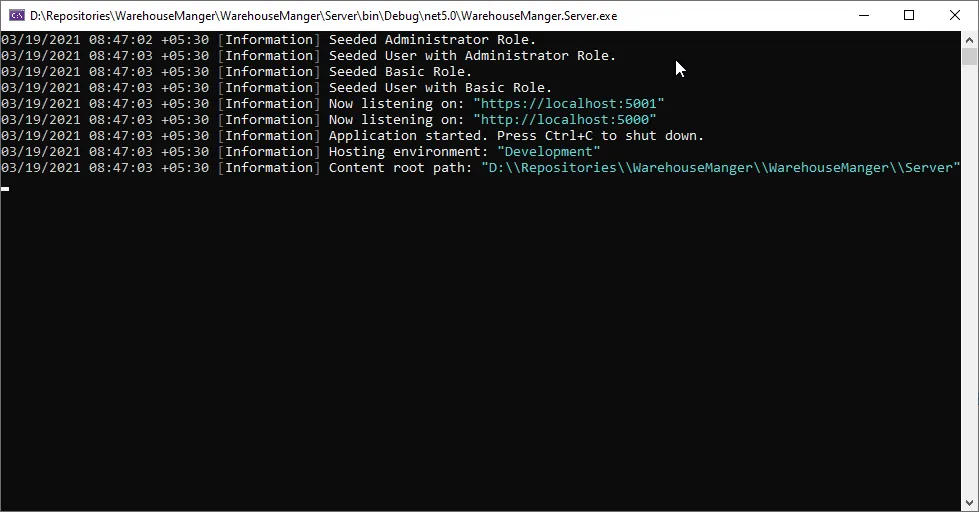 D:\Repositories\WarehouseManger\WarehouseManger\Server\bin\Debug\net5.0\WarehouseManger.Server.exe
03/19/2021 08:47:02 +05:30 [Information] Seeded Administrator Role.
03/19/2021 08:47:03 +05:30 [Information] Seeded User with Administrator Role.
03/19/2021 08:47:03 +05:30 [Information] Seeded Basic Role.
03/19/2021 08:47:03 +05:30 [Information] Seeded User with Basic Role.
03/19/2021 08:47:03 +05:30 [Information] Now listening on: "https://localhost:5001"
03/19/2021 08:47:03 +05:30 [Information] Now listening on: "http://localhost:5000"
03/19/2021 08:47:03 +05:30 [Information] Application started. Press Ctrl+C to shut down.
03/19/2021 08:47:03 +05:30 [Information] Hosting environment: "Development"
03/19/2021 08:47:03 +05:30 [Information] Content root path: "D:\\Repositories\\WarehouseManger\\WarehouseManger\\Server"